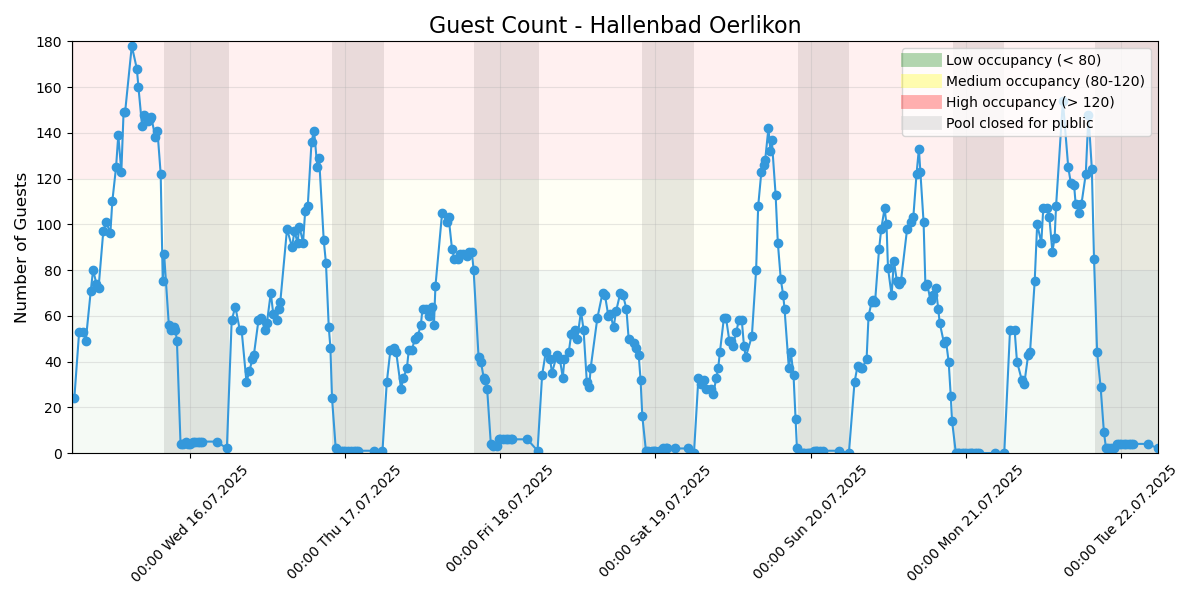 Guest Count - Hallenbad Oerlikon
Number of Guests
180
160
140
120
100
80
60
40
20
0
Low occupancy (< 80)
Medium occupancy (80-120)
High occupancy (> 120)
Pool closed for public
00:00 Wed 16.07.2025
00:00 Thu 17.07.2025
00:00 Fri 18.07.2025
00:00 Sat 19.07.2025
00:00 Sun 20.07.2025
00:00 Mon 21.07.2025
00:00 Tue 22.07.2025